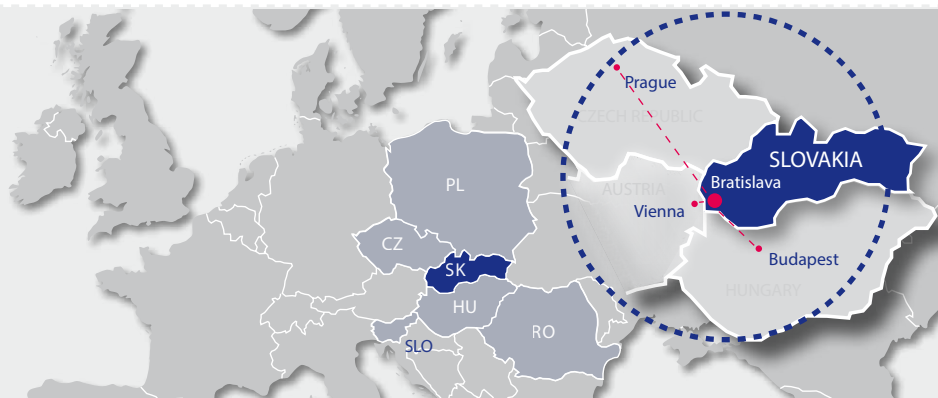 Prague
CZECH REPUBLIC
SLOVAKIA
PL
Bratislava
AUSTRIA
Vienna
CZ
Budapest
SK
HUNGARY
HU
RO
SLO